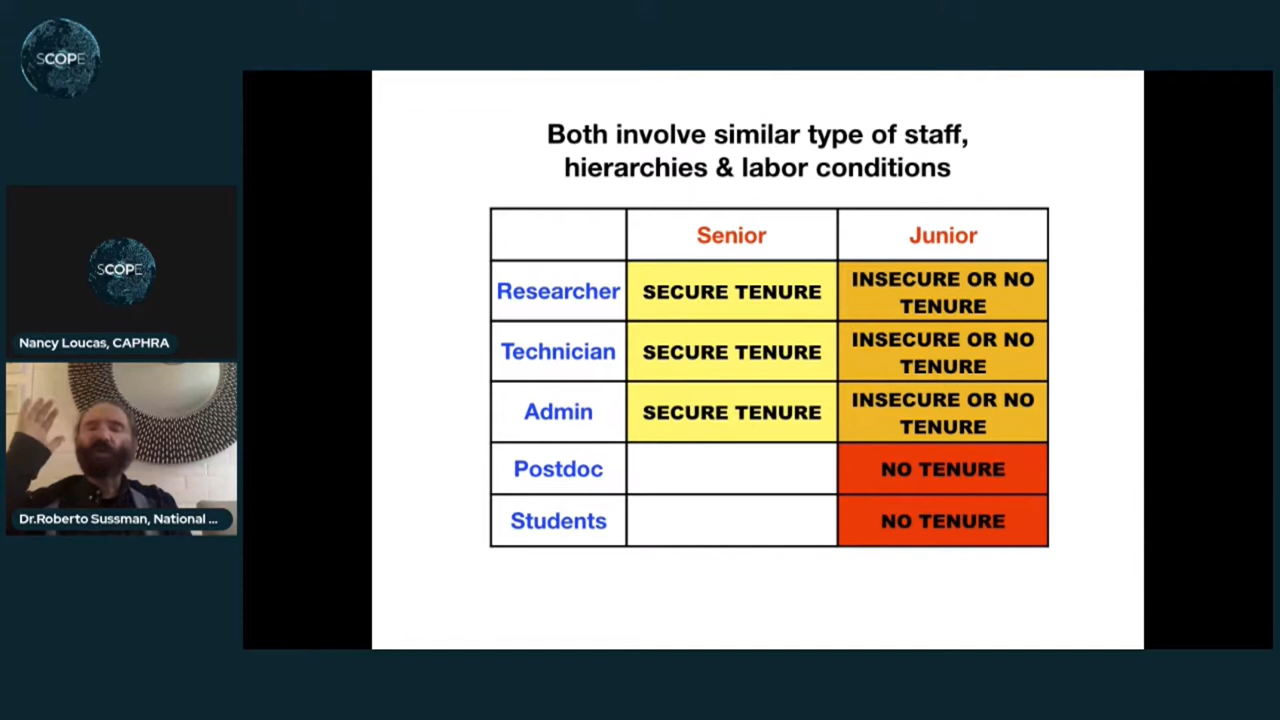 SCOPE
Both involve similar type of staff,
hierarchies & labor conditions
Senior Junior
Researcher SECURE TENURE INSECURE OR NO
TENURE
Technician SECURE TENURE INSECURE OR NO
TENURE
Admin SECURE TENURE INSECURE OR NO
TENURE
Postdoc NO TENURE
Students NO TENURE
SCOPE
Nancy Loucas, CAPHRA
Dr.Roberto Sussman, National ...